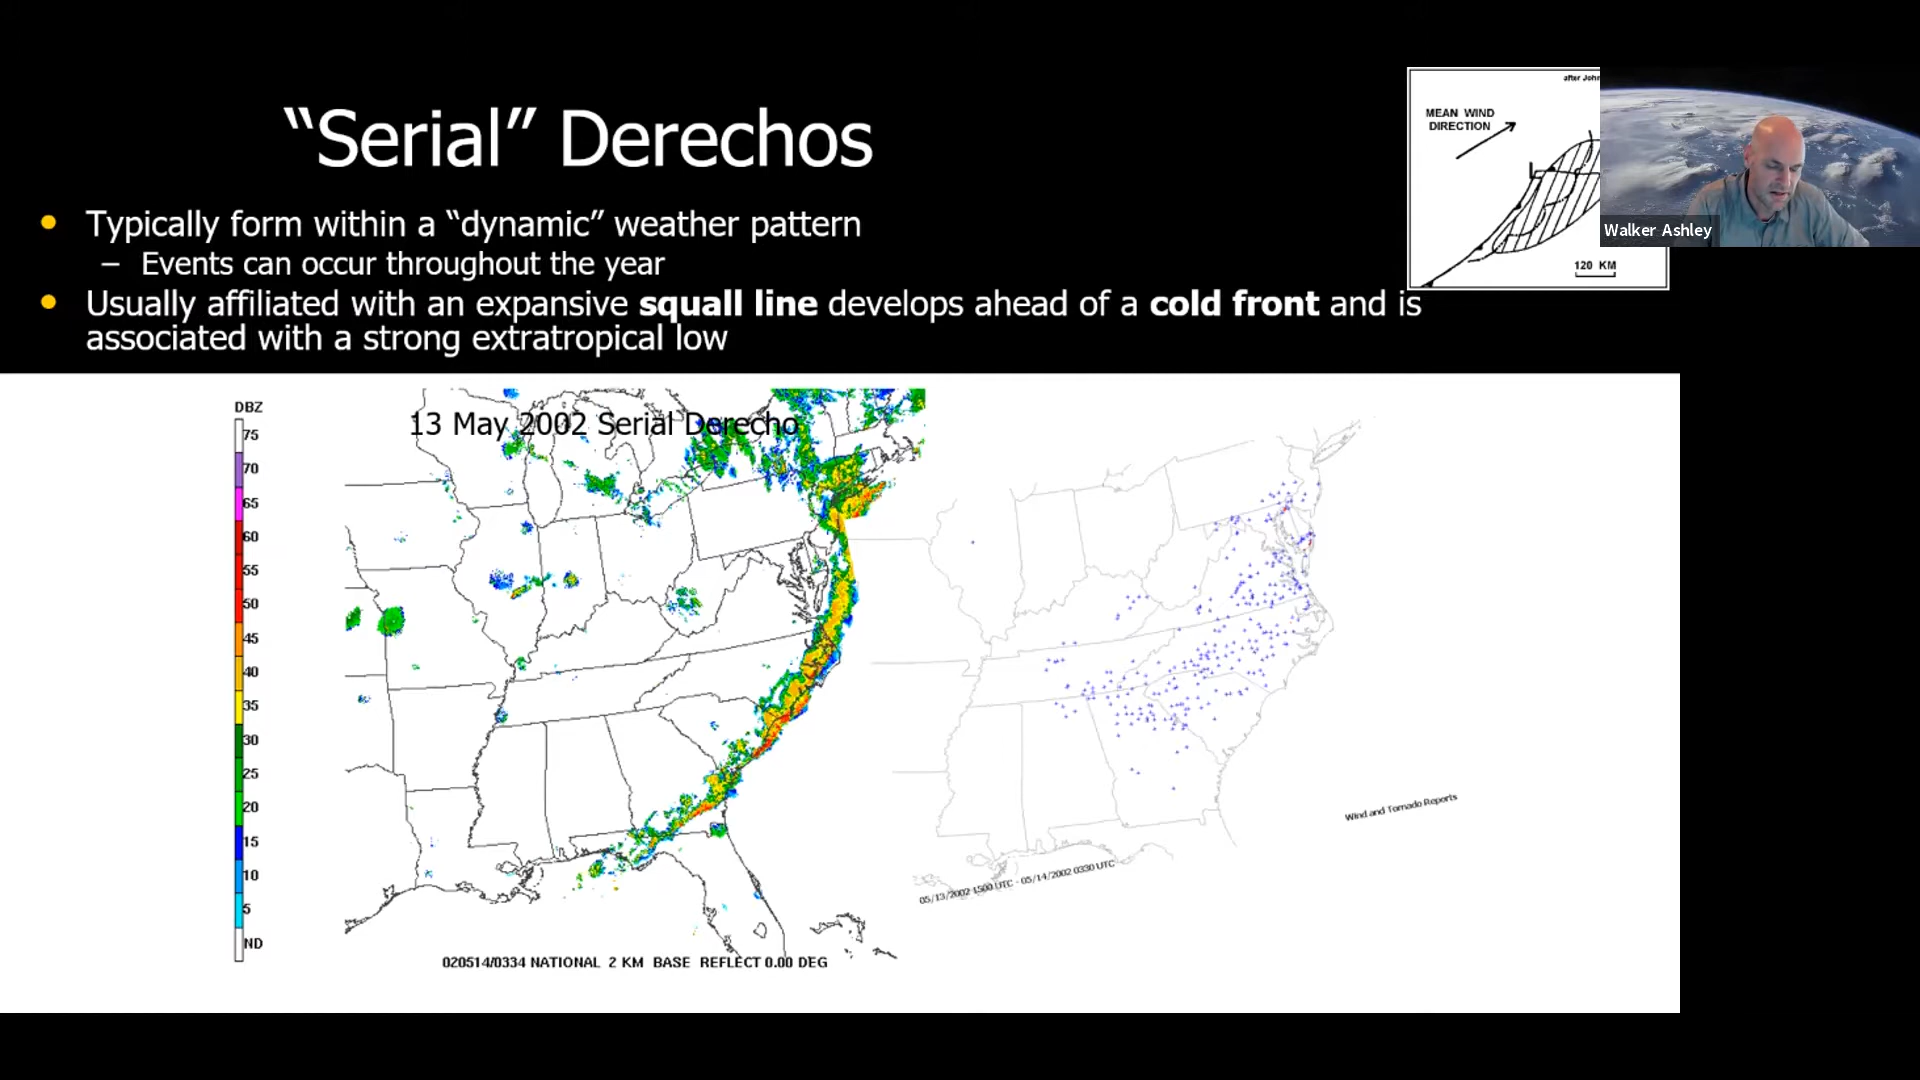 “Serial” Derechos
• Typically form within a “dynamic” weather pattern
– Events can occur throughout the year
• Usually affiliated with an expansive squall line develops ahead of a cold front and is
associated with a strong extratropical low
after John
MEAN WIND
DIRECTION
L
120 KM
Walker Ashley
13 May 2002 Serial Derecho
DBZ
75
70
65
60
55
50
45
40
35
30
25
20
15
10
5
ND
020514/0334 NATIONAL 2 KM BASE REFLECT 0.00 DEG
Wind and Tornado Reports
05/13/2002 1500 UTC - 05/14/2002 0330 UTC